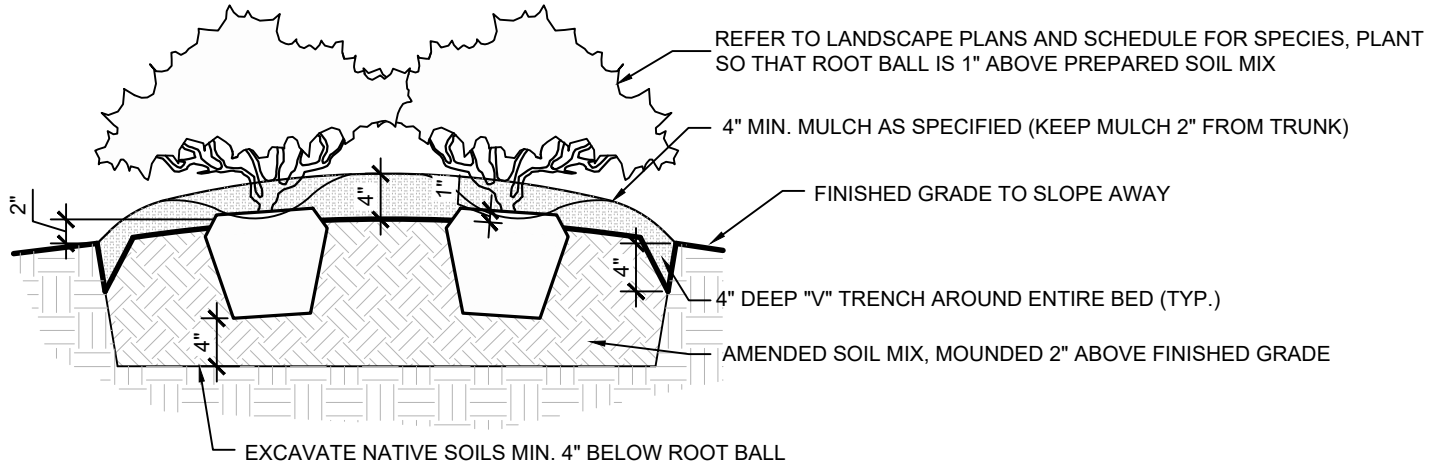 REFER TO LANDSCAPE PLANS AND SCHEDULE FOR SPECIES, PLANT
SO THAT ROOT BALL IS 1" ABOVE PREPARED SOIL MIX
4" MIN. MULCH AS SPECIFIED (KEEP MULCH 2" FROM TRUNK)
FINISHED GRADE TO SLOPE AWAY
2"
4"
1"
4"
4" DEEP "V" TRENCH AROUND ENTIRE BED (TYP.)
4"
AMENDED SOIL MIX, MOUNDED 2" ABOVE FINISHED GRADE
EXCAVATE NATIVE SOILS MIN. 4" BELOW ROOT BALL